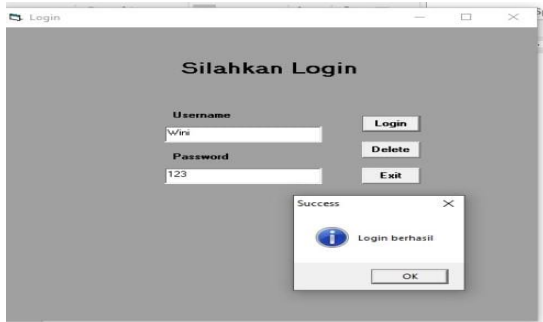 Login
Silahkan Login
Username
Wini
Login
Delete
Password
123
Exit
Success
Login berhasil
OK